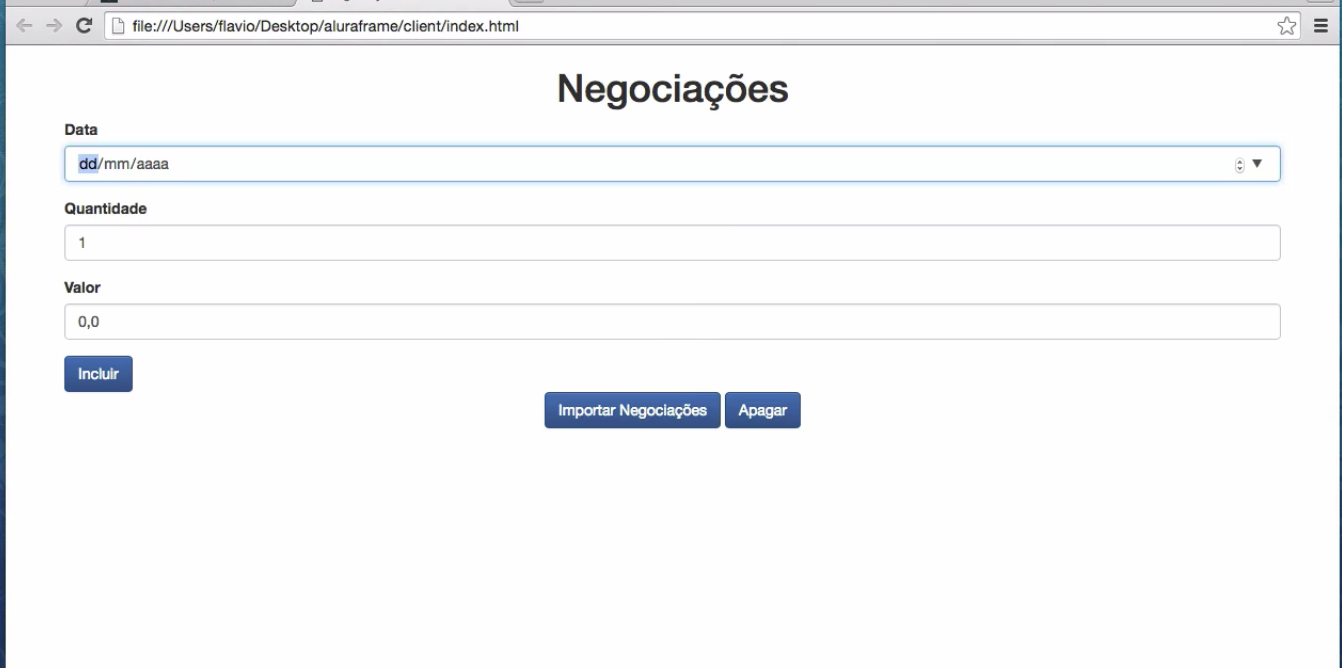 file:///Users/flavio/Desktop/aluraframe/client/index.html
Negociações
Data
dd/mm/aaaa
Quantidade
1
Valor
0,0
Incluir
Importar Negociações Apagar